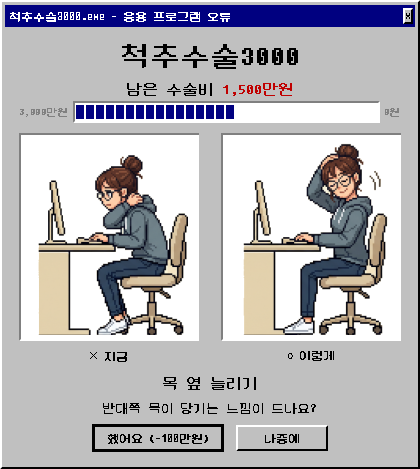 척추수술3000.exe - 응용 프로그램 오류
척추수술3000
남은 수술비 1,500만원
3,000만원 0원
× 지금
○ 이렇게
목 옆 늘리기
반대쪽 목이 당기는 느낌이 드나요?
했어요 (-100만원)
나중에